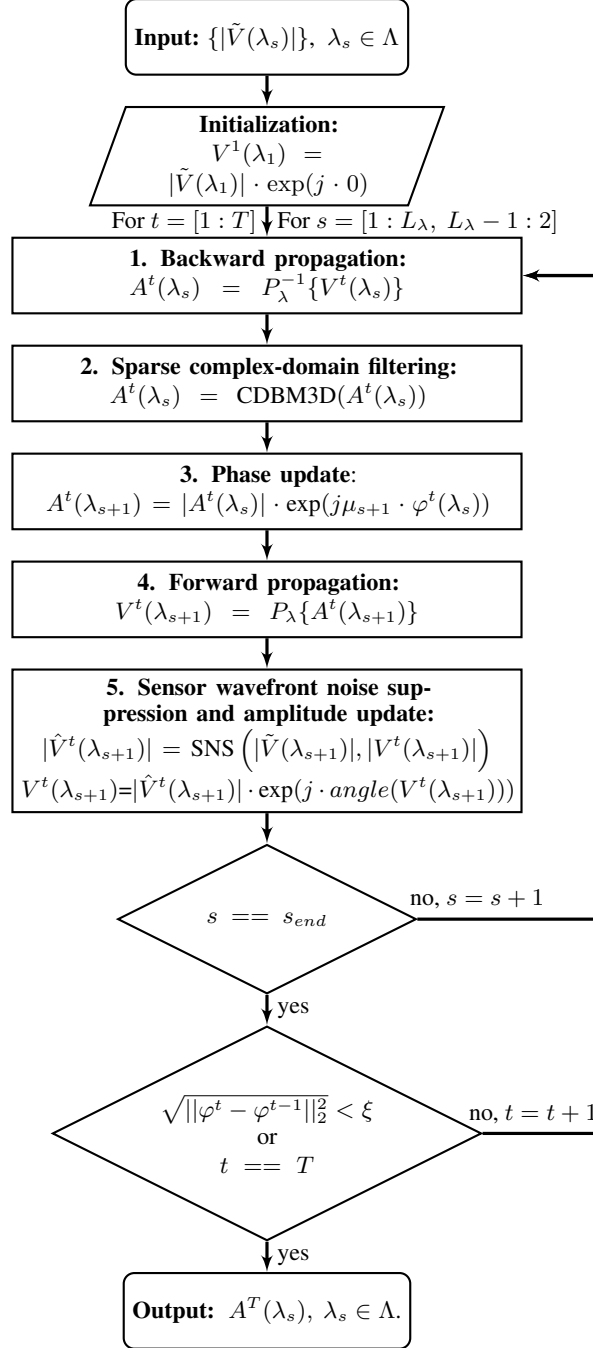 Input: {|Ṽ(λ_s)|}, λ_s ∈ Λ
Initialization:
V^1(λ_1) =
|Ṽ(λ_1)| · exp(j · 0)
For t = [1 : T] For s = [1 : L_λ, L_λ − 1 : 2]
1. Backward propagation:
A^t(λ_s) = P_λ^{−1}{V^t(λ_s)}
2. Sparse complex-domain filtering:
A^t(λ_s) = CDBM3D(A^t(λ_s))
3. Phase update:
A^t(λ_{s+1}) = |A^t(λ_s)| · exp(jμ_{s+1} · φ^t(λ_s))
4. Forward propagation:
V^t(λ_{s+1}) = P_λ{A^t(λ_{s+1})}
5. Sensor wavefront noise sup-
pression and amplitude update:
|V̂^t(λ_{s+1})| = SNS(|Ṽ(λ_{s+1})|, |V^t(λ_{s+1})|)
V^t(λ_{s+1})=|V̂^t(λ_{s+1})| · exp(j · angle(V^t(λ_{s+1})))
no, s = s + 1
s == s_{end}
yes
√||φ^t − φ^{t−1}||_2^2 < ξ
no, t = t + 1
or
t == T
yes
Output: A^T(λ_s), λ_s ∈ Λ.